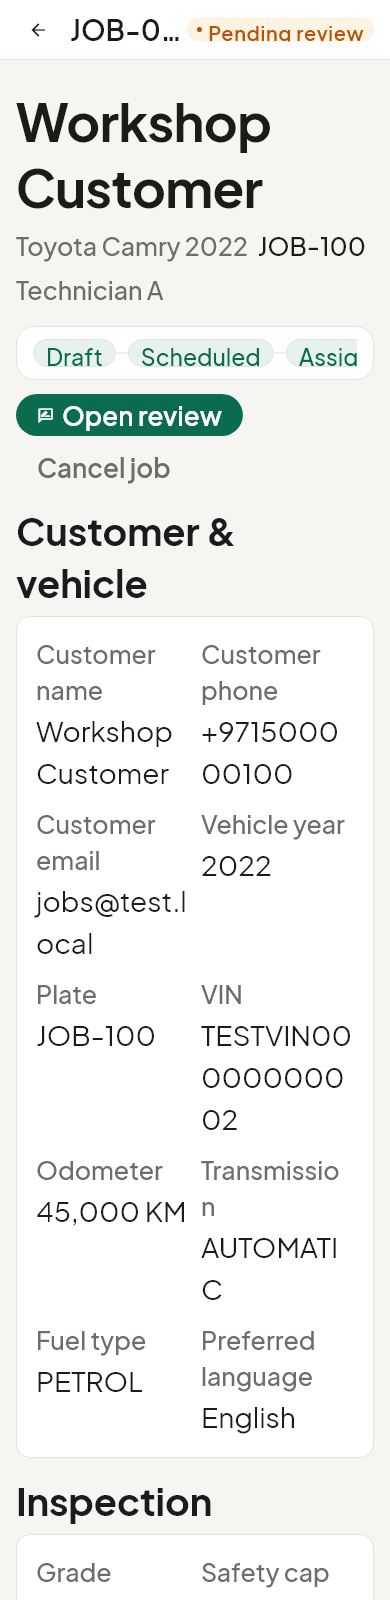 JOB-0... • Pending review
Workshop
Customer
Toyota Camry 2022 JOB-100
Technician A
Draft Scheduled Assig
Open review
Cancel job
Customer &
vehicle
Customer
name
Workshop
Customer
Customer
phone
+9715000
00100
Customer
email
jobs@test.l
ocal
Vehicle year
2022
Plate
JOB-100
VIN
TESTVIN00
0000000
02
Odometer
45,000 KM
Transmissio
n
AUTOMATI
C
Fuel type
PETROL
Preferred
language
English
Inspection
Grade
Safety cap